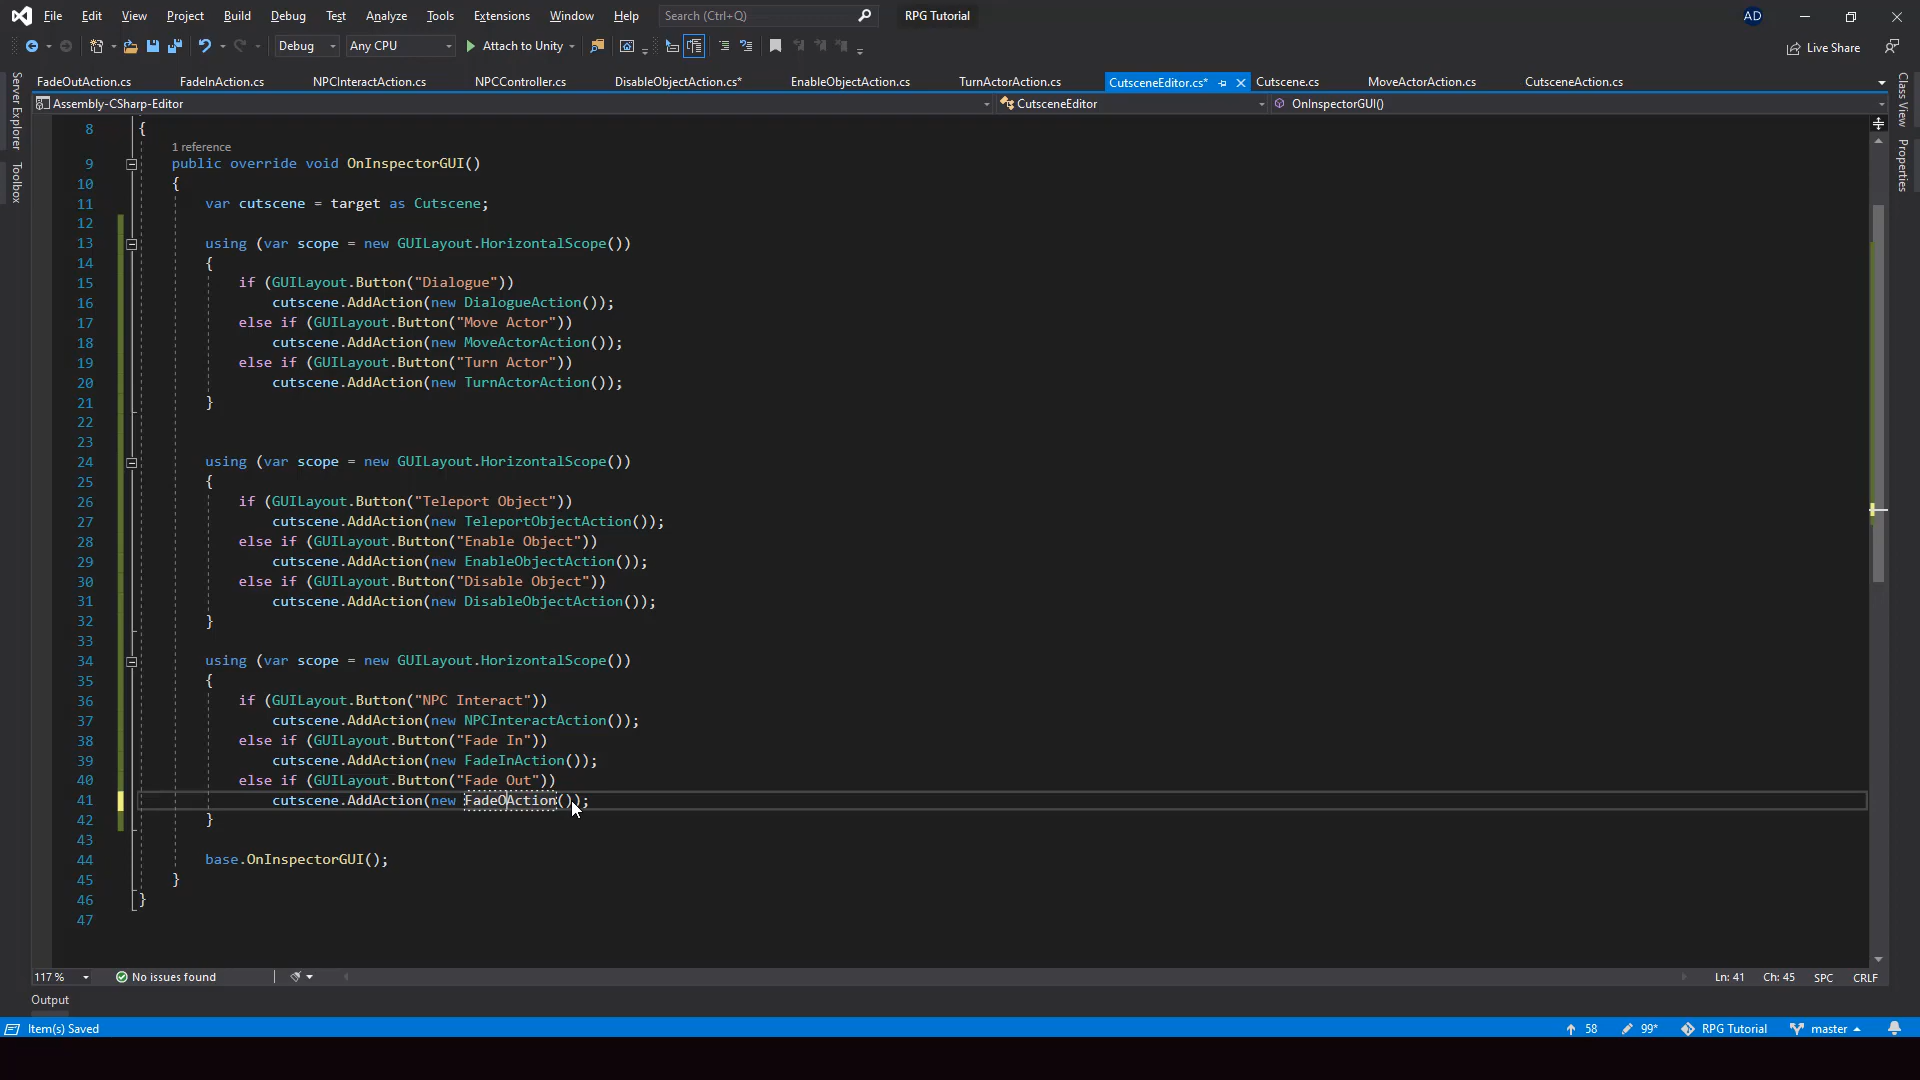 File Edit View Project Build Debug Test Analyze Tools Extensions Window Help Search (Ctrl+Q) RPG Tutorial AD
Debug Any CPU Attach to Unity Live Share
FadeOutAction.cs FadeInAction.cs NPCInteractAction.cs NPCController.cs DisableObjectAction.cs* EnableObjectAction.cs TurnActorAction.cs CutsceneEditor.cs* Cutscene.cs MoveActorAction.cs CutsceneAction.cs
Assembly-CSharp-Editor CutsceneEditor OnInspectorGUI()
Server Explorer
Toolbox
Class View
Properties
8 {
1 reference
9 public override void OnInspectorGUI()
10 {
11 var cutscene = target as Cutscene;
12
13 using (var scope = new GUILayout.HorizontalScope())
14 {
15 if (GUILayout.Button("Dialogue"))
16 cutscene.AddAction(new DialogueAction());
17 else if (GUILayout.Button("Move Actor"))
18 cutscene.AddAction(new MoveActorAction());
19 else if (GUILayout.Button("Turn Actor"))
20 cutscene.AddAction(new TurnActorAction());
21 }
22
23
24 using (var scope = new GUILayout.HorizontalScope())
25 {
26 if (GUILayout.Button("Teleport Object"))
27 cutscene.AddAction(new TeleportObjectAction());
28 else if (GUILayout.Button("Enable Object"))
29 cutscene.AddAction(new EnableObjectAction());
30 else if (GUILayout.Button("Disable Object"))
31 cutscene.AddAction(new DisableObjectAction());
32 }
33
34 using (var scope = new GUILayout.HorizontalScope())
35 {
36 if (GUILayout.Button("NPC Interact"))
37 cutscene.AddAction(new NPCInteractAction());
38 else if (GUILayout.Button("Fade In"))
39 cutscene.AddAction(new FadeInAction());
40 else if (GUILayout.Button("Fade Out"))
41 cutscene.AddAction(new FadeOAction());
42 }
43
44 base.OnInspectorGUI();
45 }
46 }
47
117 % No issues found Ln: 41 Ch: 45 SPC CRLF
Output
Item(s) Saved 58 99* RPG Tutorial master